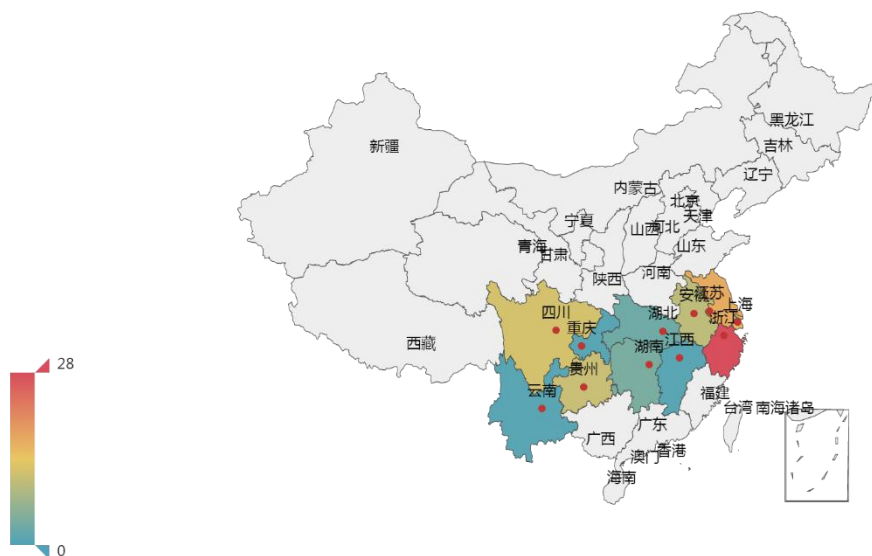 黑龙江
新疆
吉林
辽宁
内蒙古
北京
天津
宁夏
山西
河北
青海
甘肃
山东
陕西
河南
安徽
江苏
上海
四川
重庆
湖北
浙江
西藏
湖南
江西
28
贵州
云南
福建
台湾
南海诸岛
广西
广东
澳门
香港
海南
0